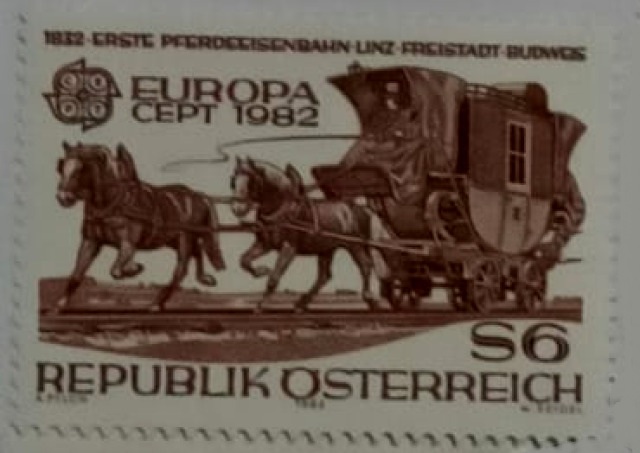 1832·ERSTE PFERDEEISENBAHN·LINZ·FREISTADT·BUDWEIS
EUROPA
CEPT 1982
S6
REPUBLIK ÖSTERREICH
1982